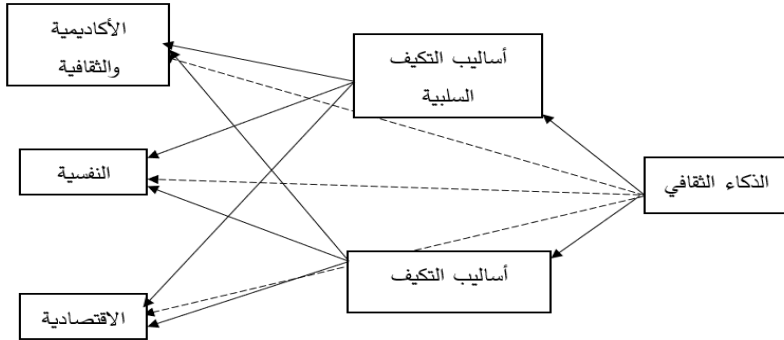 الذكاء الثقافي
أساليب التكيف
السلبية
أساليب التكيف
الأكاديمية
والثقافية
النفسية
الاقتصادية